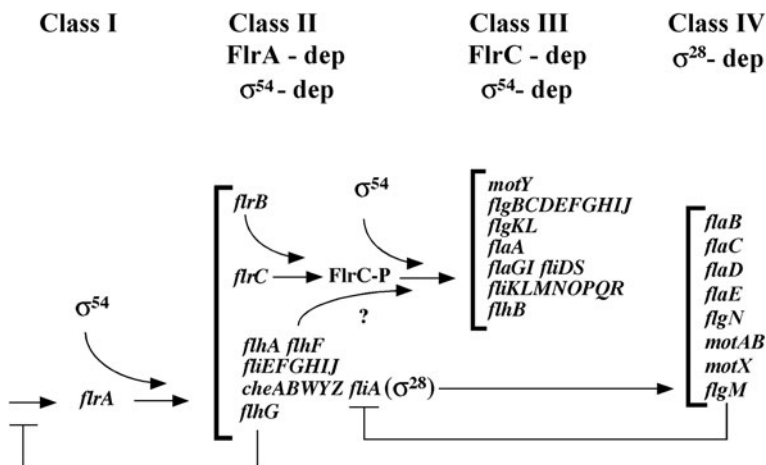 Class I
Class II
FlrA - dep
σ⁵⁴- dep
Class III
FlrC - dep
σ⁵⁴- dep
Class IV
σ²⁸- dep
σ⁵⁴
flrA
flrB
flrC
FlrC-P
σ⁵⁴
?
flhA flhF
fliEFGHIJ
cheABWYZ fliA (σ²⁸)
flhG
motY
flgBCDEFGHIJ
flgKL
flaA
flaGI fliDS
fliKLMNOPQR
flhB
flaB
flaC
flaD
flaE
flgN
motAB
motX
flgM